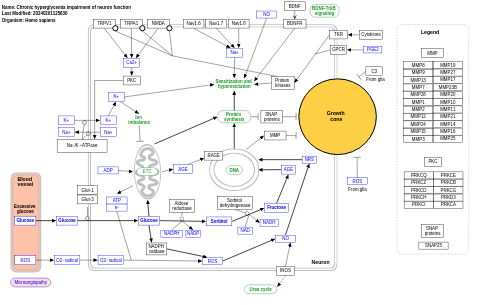 Name: Chronic hyperglycemia impairment of neuron function
Last Modified: 20240201125630
Organism: Homo sapiens
TRPV1
TRPA1
NMDA
Nav1.6
Nav1.7
Nav1.8
NO
BDNF
BDNF-TrkB
signaling
BDNFR
TKR
Cytokines
GPCR
PGE2
Ca2+
Na+
PKC
Sensitization and
hyperexcitation
Protein
kinases
C3
From glia
K+
K+
K+
Na+
Na+
Na-/K -ATPase
Ion
imbalance
Protein
synthesis
SNAP
proteins
MMP
Growth
cone
RAGE
NRS
ADP
ETC
AGE
DNA
AGE
ROS
From glia
Blood
vessel
Excessive
glucose
Glucose
Glucose
Glut-1
Glut-3
ATP
e-
Glucose
Aldose
reductase
Sorbitol
dehydrogenase
Sorbitol
Fructose
NADPH
NADP
NAD
NADH
NADPH
oxidase
NO
ROS
O2- radical
O2- radical
ROS
Neuron
iNOS
Microangiopathy
Urea cycle
Legend
MMP
MMP8 MMP19
MMP9 MMP27
MMP13 MMP17
MMP7 MMP23B
MMP28 MMP20
MMP1 MMP10
MMP2 MMP11
MMP12 MMP21
MMP24 MMP14
MMP15 MMP16
MMP3 MMP25
PKC
PRKCQ PRKCE
PRKCZ PRKCB
PRKCD PRKCG
PRKCH PRKD3
PRKCI PRKCA
SNAP
proteins
SNAP25